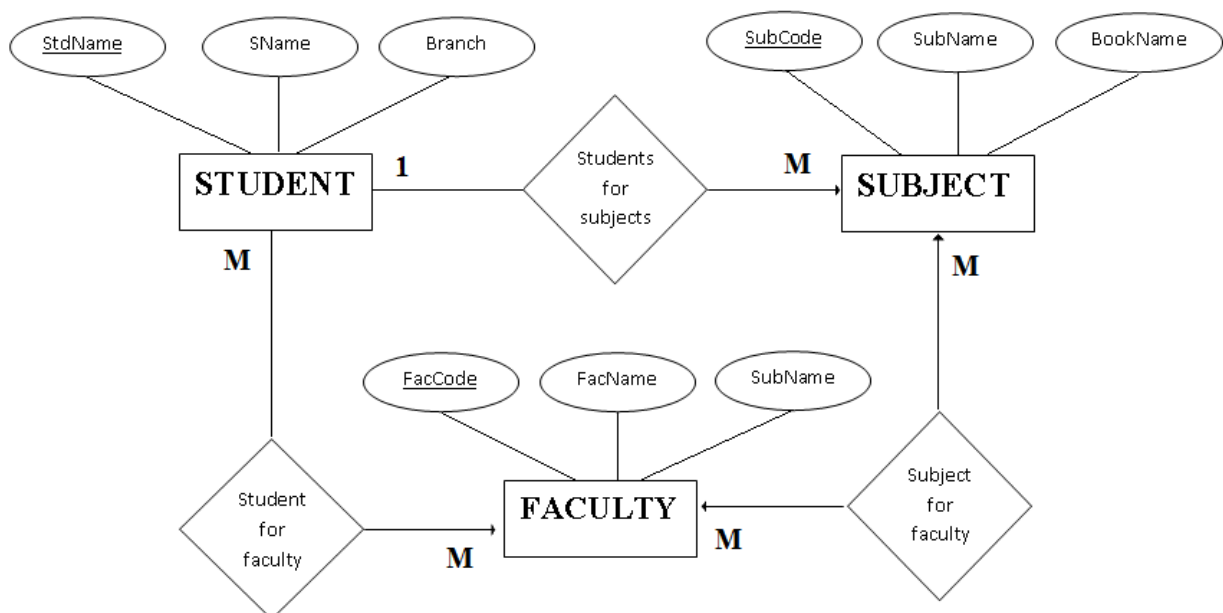 StdName SName Branch SubCode SubName BookName
STUDENT 1 Students for subjects M SUBJECT
M M
FacCode FacName SubName
Student for faculty M FACULTY M Subject for faculty